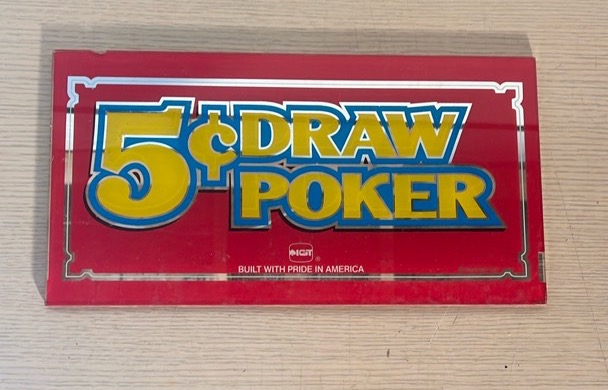 5¢ DRAW
POKER
IGT ®
BUILT WITH PRIDE IN AMERICA